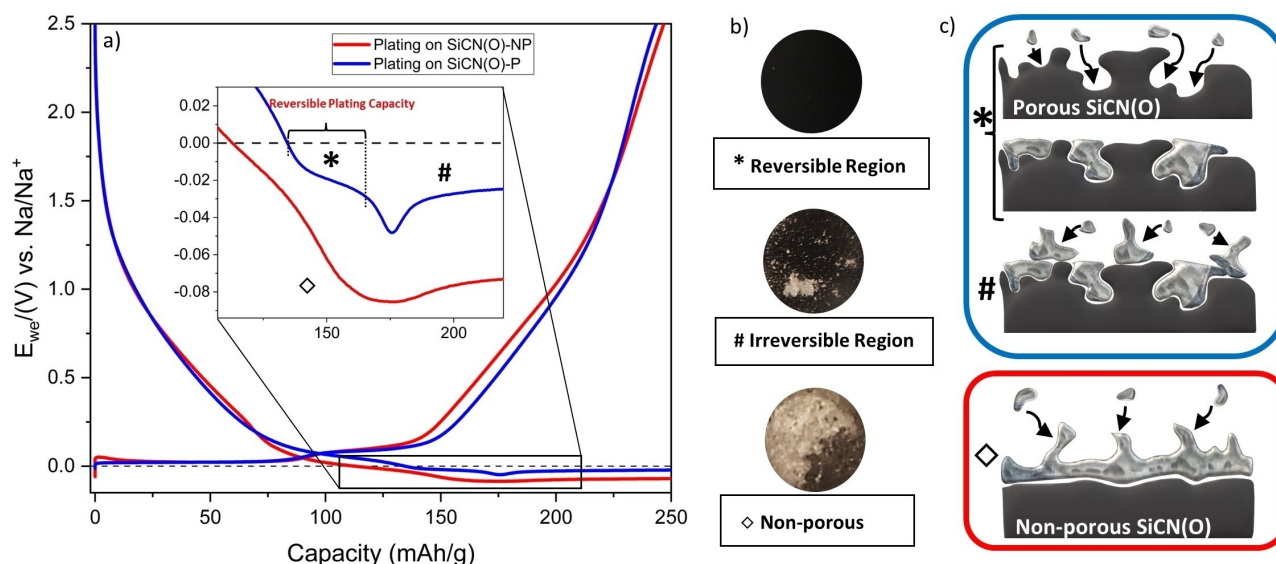 a)
Plating on SiCN(O)-NP
Plating on SiCN(O)-P
Reversible Plating Capacity
*
#
◇
0.02
0.00
-0.02
-0.04
-0.06
-0.08
150
200
2.5
2.0
1.5
1.0
0.5
0.0
0
50
100
150
200
250
E_we/(V) vs. Na/Na⁺
Capacity (mAh/g)
b)
* Reversible Region
# Irreversible Region
◇ Non-porous
c)
*
Porous SiCN(O)
#
◇
Non-porous SiCN(O)